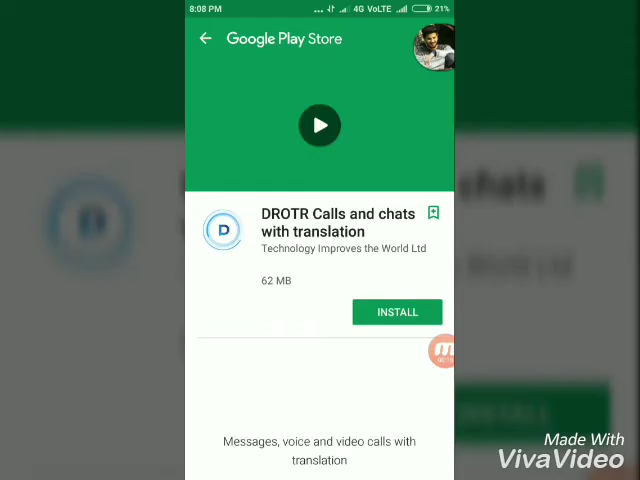 8:08 PM ... 4G VoLTE 21%
Google Play Store
D
DROTR Calls and chats
with translation
Technology Improves the World Ltd
62 MB
INSTALL
Messages, voice and video calls with
translation
Made With
VivaVideo